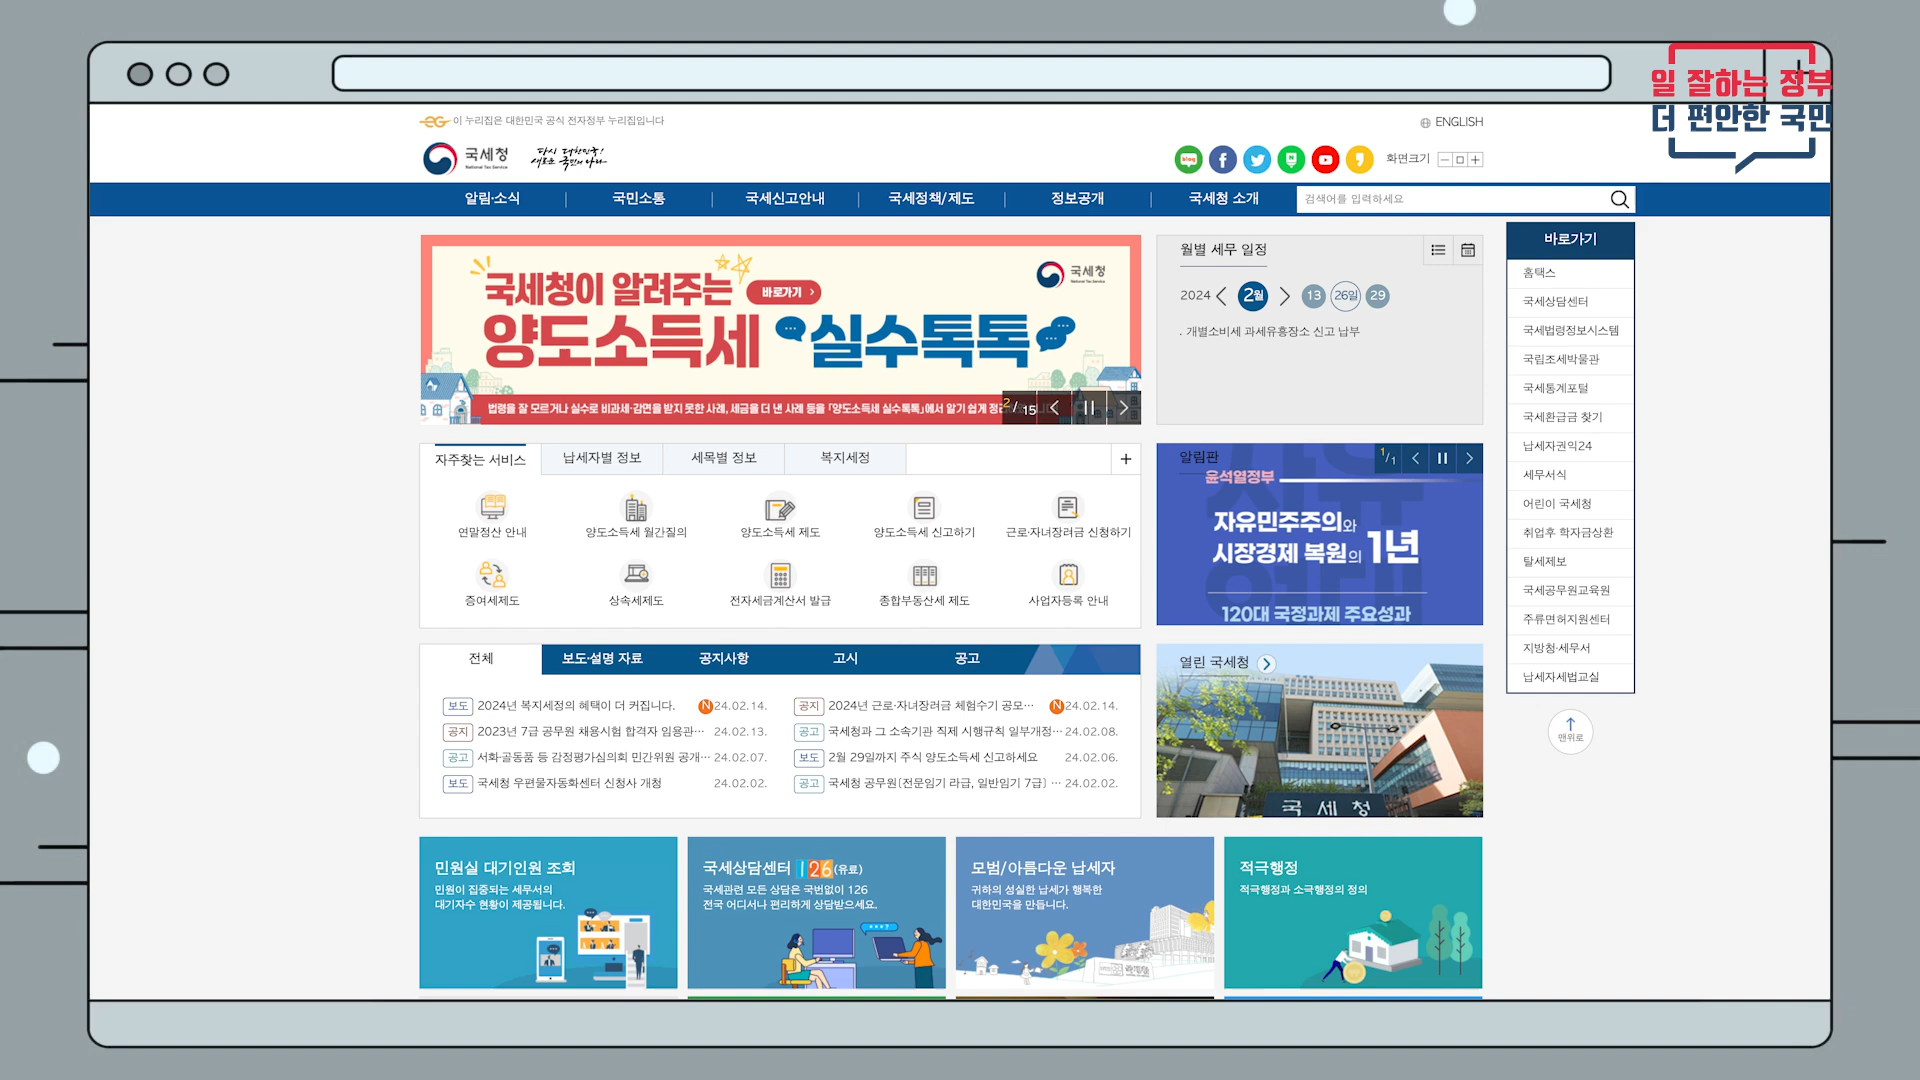 일 잘하는 정부
더 편안한 국민
이 누리집은 대한민국 공식 전자정부 누리집입니다
ENGLISH
국세청
National Tax Service
다시 대한민국!
새로운 국민의 나라
blog
화면크기
알림·소식
국민소통
국세신고안내
국세정책/제도
정보공개
국세청 소개
검색어를 입력하세요
국세청이 알려주는
바로가기
양도소득세 실수톡톡
국세청
National Tax Service
법령을 잘 모르거나 실수로 비과세·감면을 받지 못한 사례, 세금을 더 낸 사례 등을 「양도소득세 실수톡톡」에서 알기 쉽게
2 / 15
월별 세무 일정
2024 2월 13 26일 29
. 개별소비세 과세유흥장소 신고 납부
바로가기
홈택스
국세상담센터
국세법령정보시스템
국립조세박물관
국세통계포털
국세환급금 찾기
납세자권익24
세무서식
어린이 국세청
취업후 학자금상환
탈세제보
국세공무원교육원
주류면허지원센터
지방청·세무서
납세자세법교실
맨위로
자주찾는 서비스
납세자별 정보
세목별 정보
복지세정
연말정산 안내
양도소득세 월간질의
양도소득세 제도
양도소득세 신고하기
근로·자녀장려금 신청하기
증여세제도
상속세제도
전자세금계산서 발급
종합부동산세 제도
사업자등록 안내
알림판
1/1
윤석열정부
자유민주주의와
시장경제 복원의 1년
120대 국정과제 주요성과
전체
보도·설명 자료
공지사항
고시
공고
보도 2024년 복지세정의 혜택이 더 커집니다. N 24.02.14.
공지 2023년 7급 공무원 채용시험 합격자 임용관… 24.02.13.
공고 서화·골동품 등 감정평가심의회 민간위원 공개… 24.02.07.
보도 국세청 우편물자동화센터 신청사 개청 24.02.02.
공지 2024년 근로·자녀장려금 체험수기 공모… N 24.02.14.
공고 국세청과 그 소속기관 직제 시행규칙 일부개정… 24.02.08.
보도 2월 29일까지 주식 양도소득세 신고하세요 24.02.06.
공고 국세청 공무원(전문임기 라급, 일반임기 7급) … 24.02.02.
열린 국세청
국세청
민원실 대기인원 조회
민원이 집중되는 세무서의
대기자수 현황이 제공됩니다.
국세상담센터 126(유료)
국세관련 모든 상담은 국번없이 126
전국 어디서나 편리하게 상담받으세요.
모범/아름다운 납세자
귀하의 성실한 납세가 행복한
대한민국을 만듭니다.
국세청
적극행정
적극행정과 소극행정의 정의